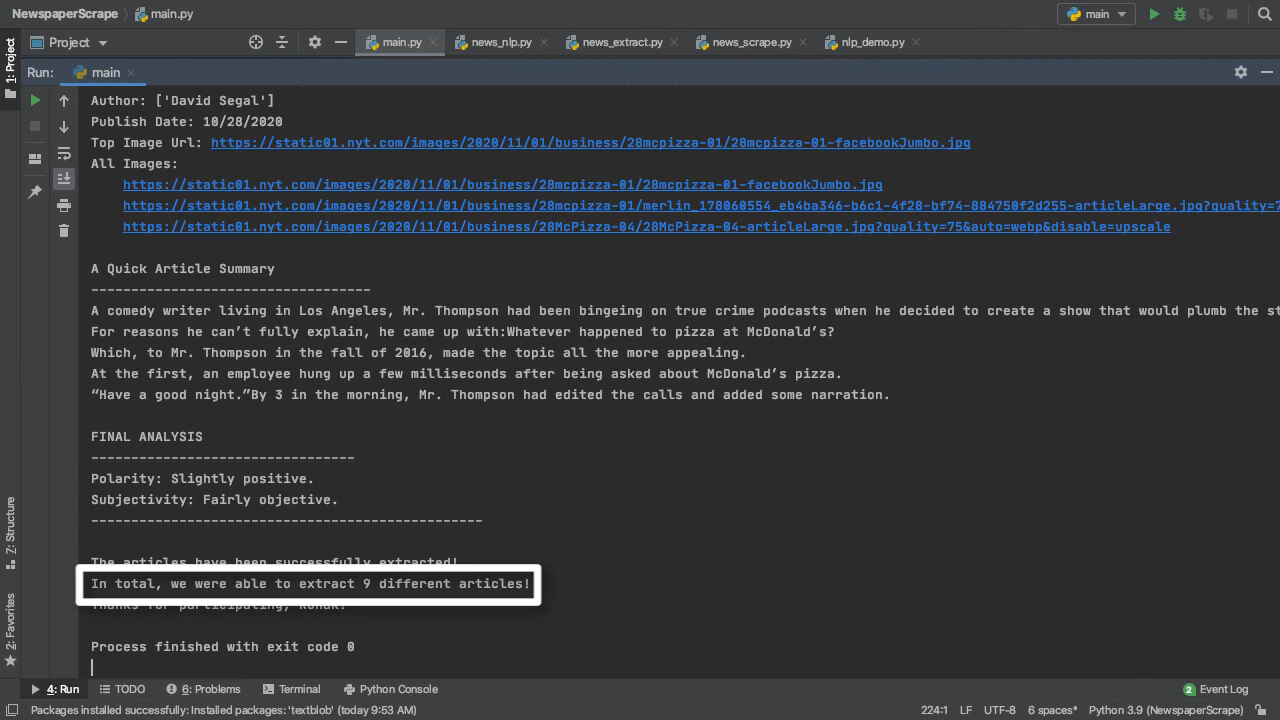 NewspaperScrape main.py main
Project main.py news_nlp.py news_extract.py news_scrape.py nlp_demo.py
1: Project
Run: main
Author: ['David Segal']
Publish Date: 10/28/2020
Top Image Url: https://static01.nyt.com/images/2020/11/01/business/28mcpizza-01/28mcpizza-01-facebookJumbo.jpg
All Images:
https://static01.nyt.com/images/2020/11/01/business/28mcpizza-01/28mcpizza-01-facebookJumbo.jpg
https://static01.nyt.com/images/2020/11/01/business/28mcpizza-01/merlin_178060554_eb4ba346-b6c1-4f28-bf74-884750f2d255-articleLarge.jpg?quality=7
https://static01.nyt.com/images/2020/11/01/business/28McPizza-04/28McPizza-04-articleLarge.jpg?quality=75&auto=webp&disable=upscale
A Quick Article Summary
-----------------------------------
A comedy writer living in Los Angeles, Mr. Thompson had been bingeing on true crime podcasts when he decided to create a show that would plumb the st
For reasons he can’t fully explain, he came up with:Whatever happened to pizza at McDonald’s?
Which, to Mr. Thompson in the fall of 2016, made the topic all the more appealing.
At the first, an employee hung up a few milliseconds after being asked about McDonald’s pizza.
“Have a good night.”By 3 in the morning, Mr. Thompson had edited the calls and added some narration.
FINAL ANALYSIS
---------------------------------
Polarity: Slightly positive.
Subjectivity: Fairly objective.
-------------------------------------------------
The articles have been successfully extracted!
In total, we were able to extract 9 different articles!
Thanks for participating, Ronak!
Process finished with exit code 0
Z: Structure
2: Favorites
4: Run TODO 6: Problems Terminal Python Console 2 Event Log
Packages installed successfully: Installed packages: 'textblob' (today 9:53 AM) 224:1 LF UTF-8 6 spaces* Python 3.9 (NewspaperScrape)